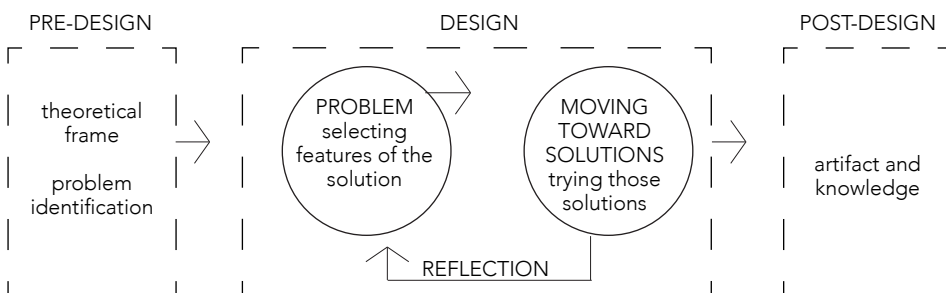 PRE-DESIGN
DESIGN
POST-DESIGN
theoretical
frame
problem
identification
PROBLEM
selecting
features of the
solution
MOVING
TOWARD
SOLUTIONS
trying those
solutions
REFLECTION
artifact and
knowledge